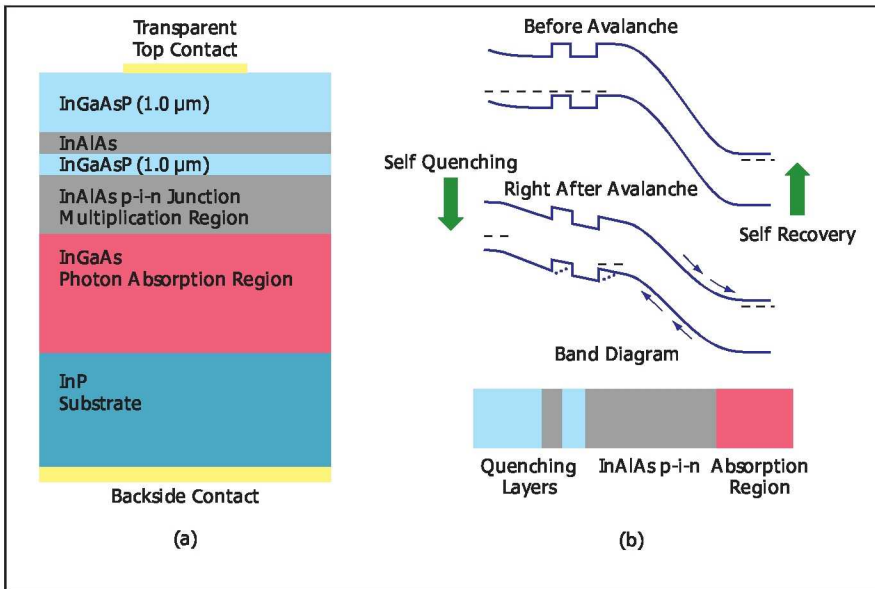 Transparent
Top Contact
InGaAsP (1.0 µm)
InAlAs
InGaAsP (1.0 µm)
InAlAs p-i-n Junction
Multiplication Region
InGaAs
Photon Absorption Region
InP
Substrate
Backside Contact
(a)
Before Avalanche
Self Quenching
Right After Avalanche
Self Recovery
Band Diagram
Quenching
Layers
InAlAs p-i-n
Absorption
Region
(b)